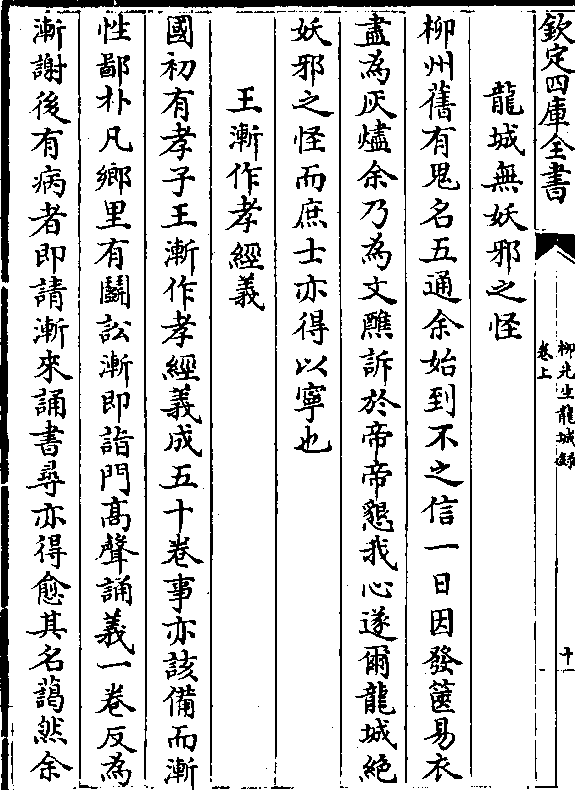 欽定四庫全書
柳先生龍城錄
卷上
十
龍城無妖邪之怪
柳州舊有鬼名五通余始到不之信一日因發篋易衣
盡為灰燼余乃為文醮訴於帝帝懇我心遂爾龍城絶
妖邪之怪而庶士亦得以寧也
王漸作孝經義
國初有孝子王漸作孝經義成五十卷事亦該備而漸
性鄙朴凡鄉里有鬭訟漸即詣門髙聲誦義一卷反為
漸謝後有病者即請漸來誦書尋亦得愈其名藹然余